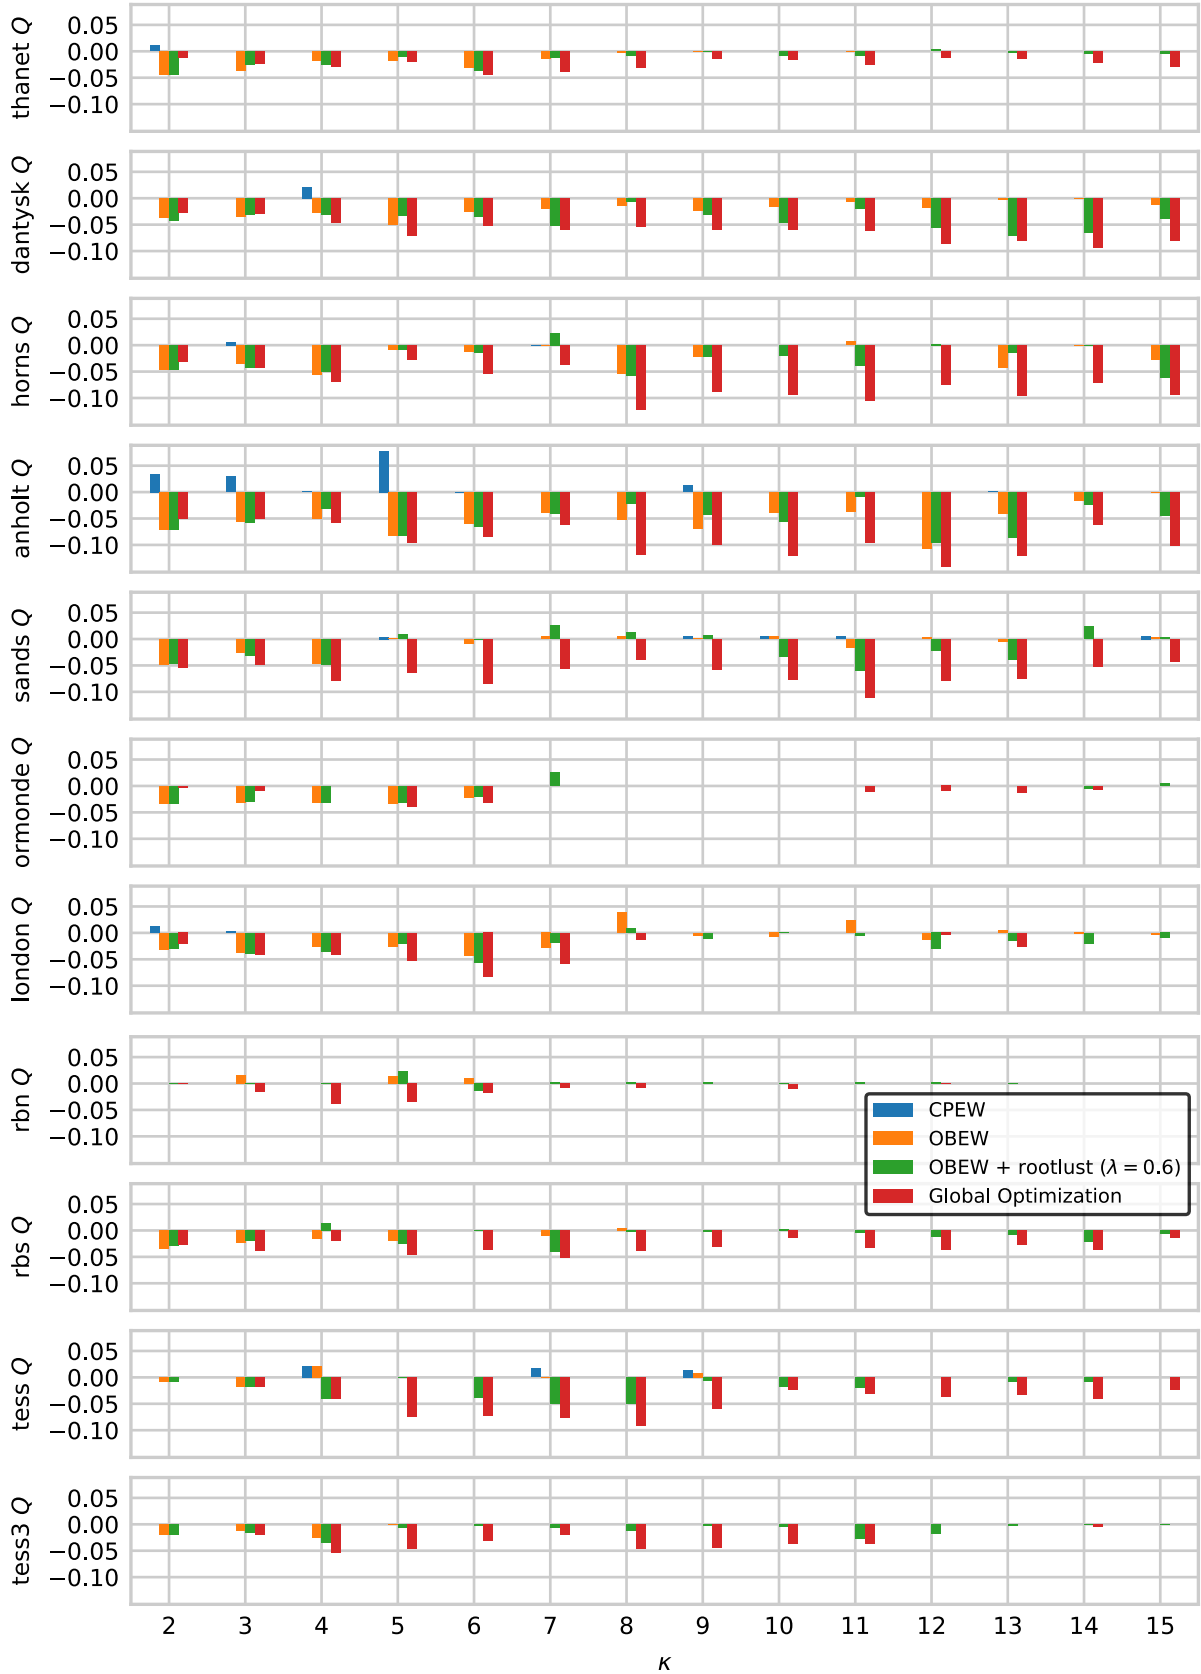 thanet Q
0.05
0.00
−0.05
−0.10
dantysk Q
0.05
0.00
−0.05
−0.10
horns Q
0.05
0.00
−0.05
−0.10
anholt Q
0.05
0.00
−0.05
−0.10
sands Q
0.05
0.00
−0.05
−0.10
ormonde Q
0.05
0.00
−0.05
−0.10
london Q
0.05
0.00
−0.05
−0.10
rbn Q
0.05
0.00
−0.05
−0.10
CPEW
OBEW
OBEW + rootlust (λ = 0.6)
Global Optimization
rbs Q
0.05
0.00
−0.05
−0.10
tess Q
0.05
0.00
−0.05
−0.10
tess3 Q
0.05
0.00
−0.05
−0.10
2 3 4 5 6 7 8 9 10 11 12 13 14 15
κ